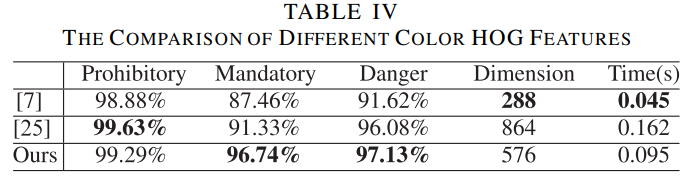 TABLE IV
THE COMPARISON OF DIFFERENT COLOR HOG FEATURES
Prohibitory Mandatory Danger Dimension Time(s)
[7] 98.88% 87.46% 91.62% 288 0.045
[25] 99.63% 91.33% 96.08% 864 0.162
Ours 99.29% 96.74% 97.13% 576 0.095